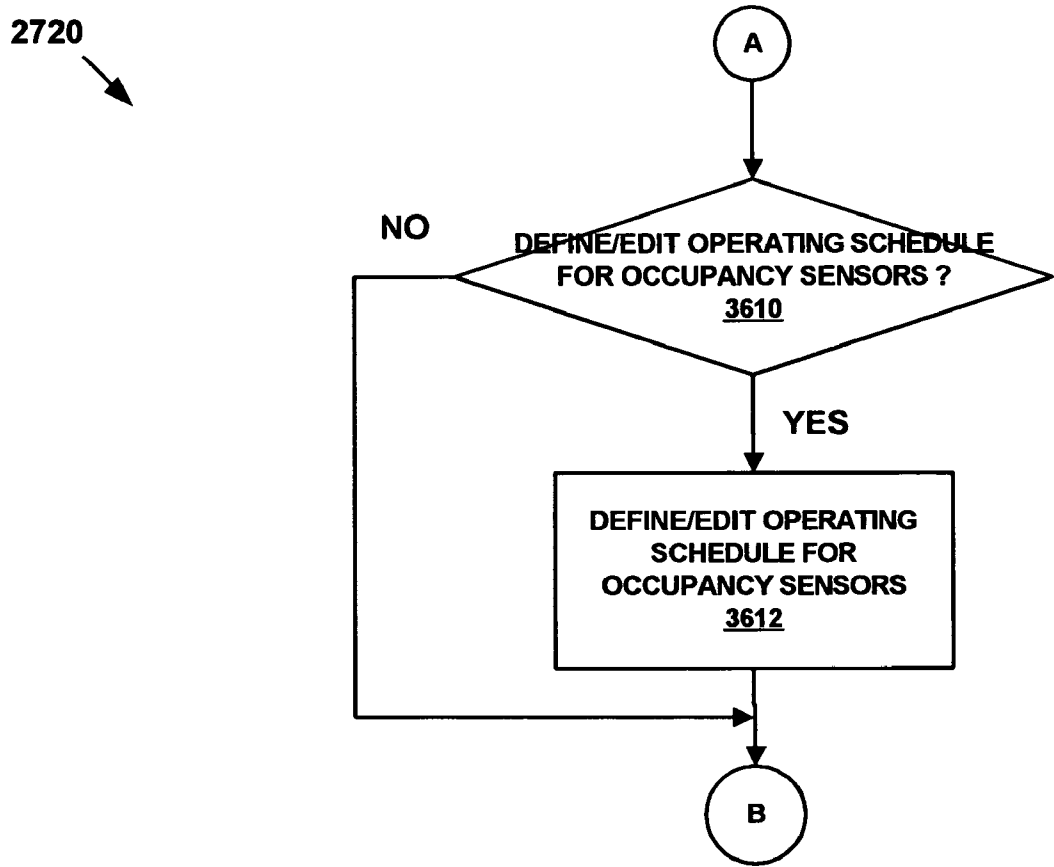 2720
A
NO
DEFINE/EDIT OPERATING SCHEDULE
FOR OCCUPANCY SENSORS ?
3610
YES
DEFINE/EDIT OPERATING
SCHEDULE FOR
OCCUPANCY SENSORS
3612
B